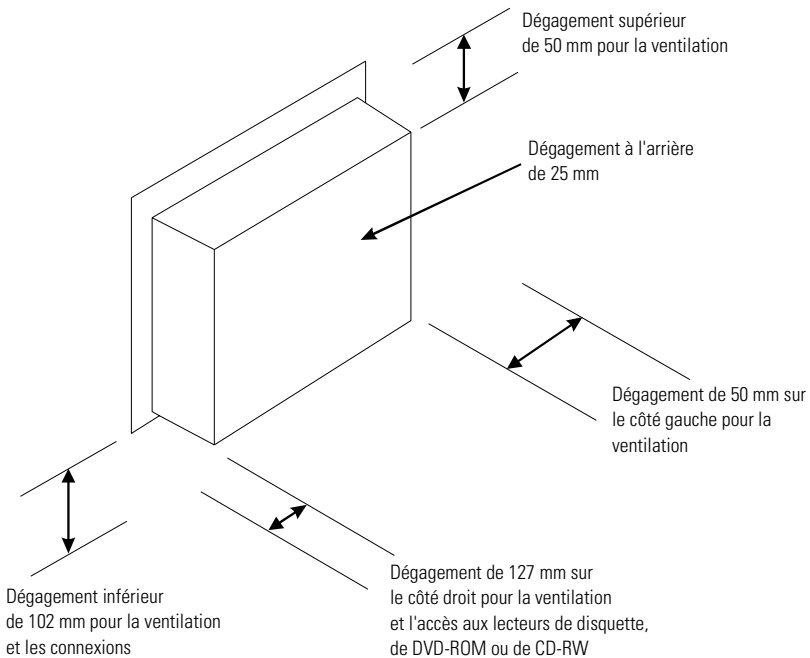 Dégagement supérieur
de 50 mm pour la ventilation
Dégagement à l'arrière
de 25 mm
Dégagement de 50 mm sur
le côté gauche pour la
ventilation
Dégagement de 127 mm sur
le côté droit pour la ventilation
et l'accès aux lecteurs de disquette,
de DVD-ROM ou de CD-RW
Dégagement inférieur
de 102 mm pour la ventilation
et les connexions